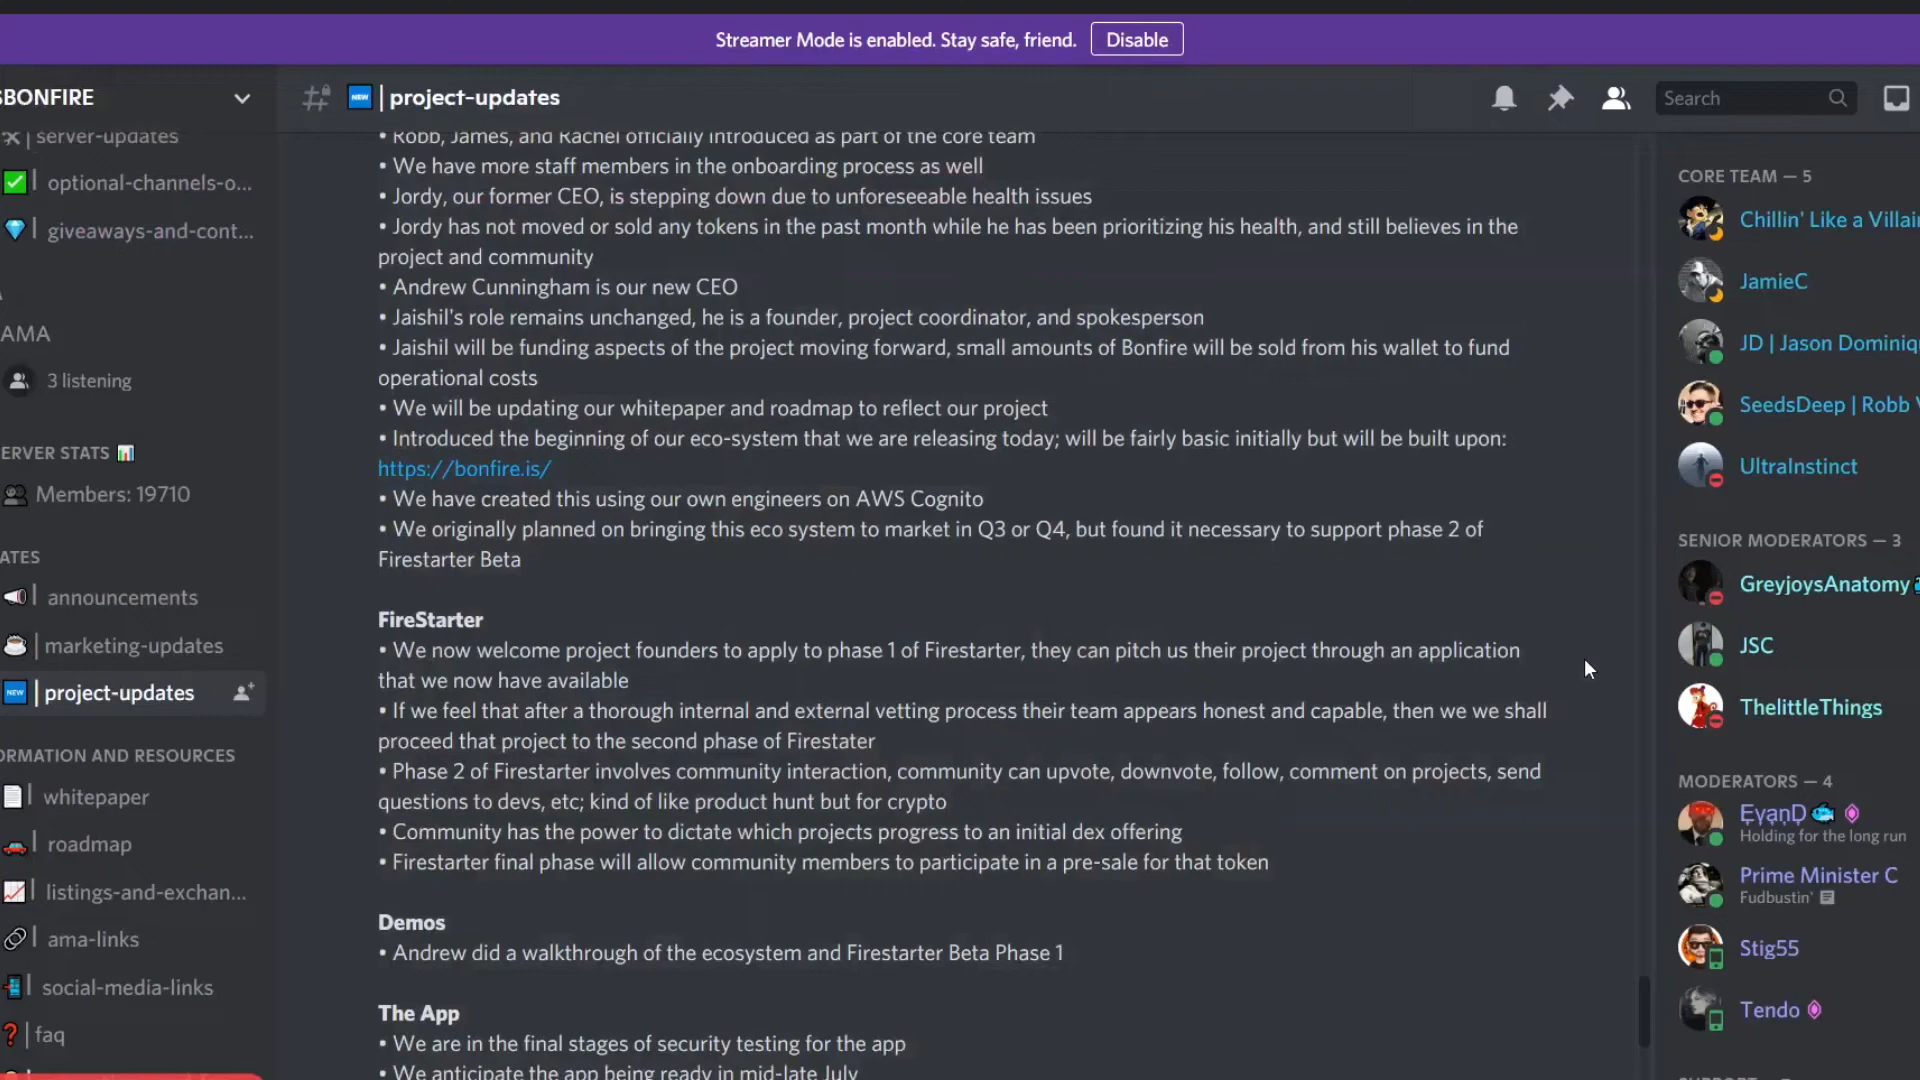 Streamer Mode is enabled. Stay safe, friend. Disable
BONFIRE
NEW | project-updates
Search
| server-updates
| optional-channels-o...
| giveaways-and-cont...
AMA
3 listening
ERVER STATS
Members: 19710
ATES
| announcements
| marketing-updates
NEW | project-updates
ORMATION AND RESOURCES
| whitepaper
| roadmap
| listings-and-exchan...
| ama-links
| social-media-links
| faq
• Robb, James, and Rachel officially introduced as part of the core team
• We have more staff members in the onboarding process as well
• Jordy, our former CEO, is stepping down due to unforeseeable health issues
• Jordy has not moved or sold any tokens in the past month while he has been prioritizing his health, and still believes in the
project and community
• Andrew Cunningham is our new CEO
• Jaishil's role remains unchanged, he is a founder, project coordinator, and spokesperson
• Jaishil will be funding aspects of the project moving forward, small amounts of Bonfire will be sold from his wallet to fund
operational costs
• We will be updating our whitepaper and roadmap to reflect our project
• Introduced the beginning of our eco-system that we are releasing today; will be fairly basic initially but will be built upon:
https://bonfire.is/
• We have created this using our own engineers on AWS Cognito
• We originally planned on bringing this eco system to market in Q3 or Q4, but found it necessary to support phase 2 of
Firestarter Beta
FireStarter
• We now welcome project founders to apply to phase 1 of Firestarter, they can pitch us their project through an application
that we now have available
• If we feel that after a thorough internal and external vetting process their team appears honest and capable, then we we shall
proceed that project to the second phase of Firestater
• Phase 2 of Firestarter involves community interaction, community can upvote, downvote, follow, comment on projects, send
questions to devs, etc; kind of like product hunt but for crypto
• Community has the power to dictate which projects progress to an initial dex offering
• Firestarter final phase will allow community members to participate in a pre-sale for that token
Demos
• Andrew did a walkthrough of the ecosystem and Firestarter Beta Phase 1
The App
• We are in the final stages of security testing for the app
• We anticipate the app being ready in mid-late July
CORE TEAM — 5
Chillin' Like a Villai
JamieC
JD | Jason Dominiq
SeedsDeep | Robb
UltraInstinct
SENIOR MODERATORS — 3
GreyjoysAnatomy
JSC
ThelittleThings
MODERATORS — 4
ẸṿạṇD
Holding for the long run
Prime Minister C
Fudbustin'
Stig55
Tendo